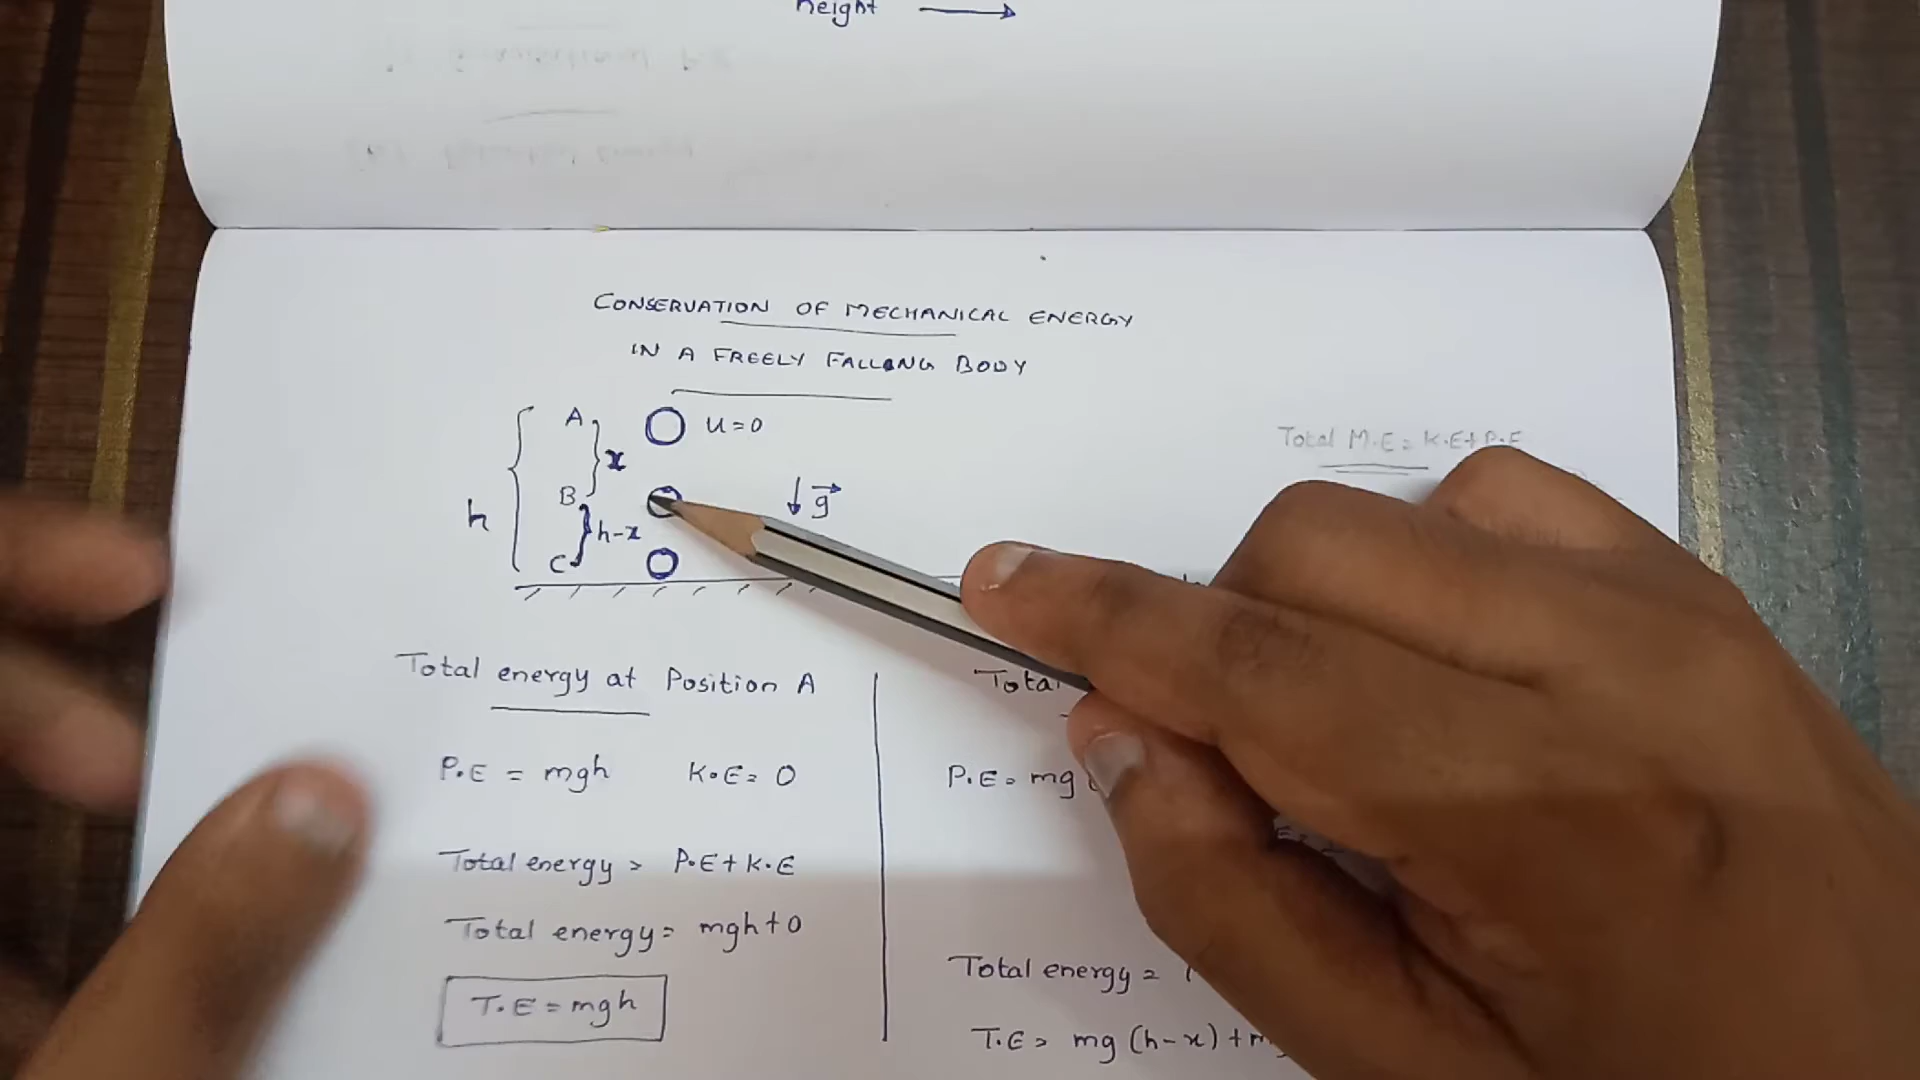 height →
CONSERVATION OF MECHANICAL ENERGY
IN A FREELY FALLING BODY
A
u=0
x
Total M.E = K.E + P.E
B
h
↓ g⃗
h-x
C
Total energy at Position A
Total
P.E = mgh K.E = 0
P.E = mg
Total energy = P.E + K.E
Total energy = mgh + 0
Total energy =
T.E = mgh
T.E = mg (h-x) +